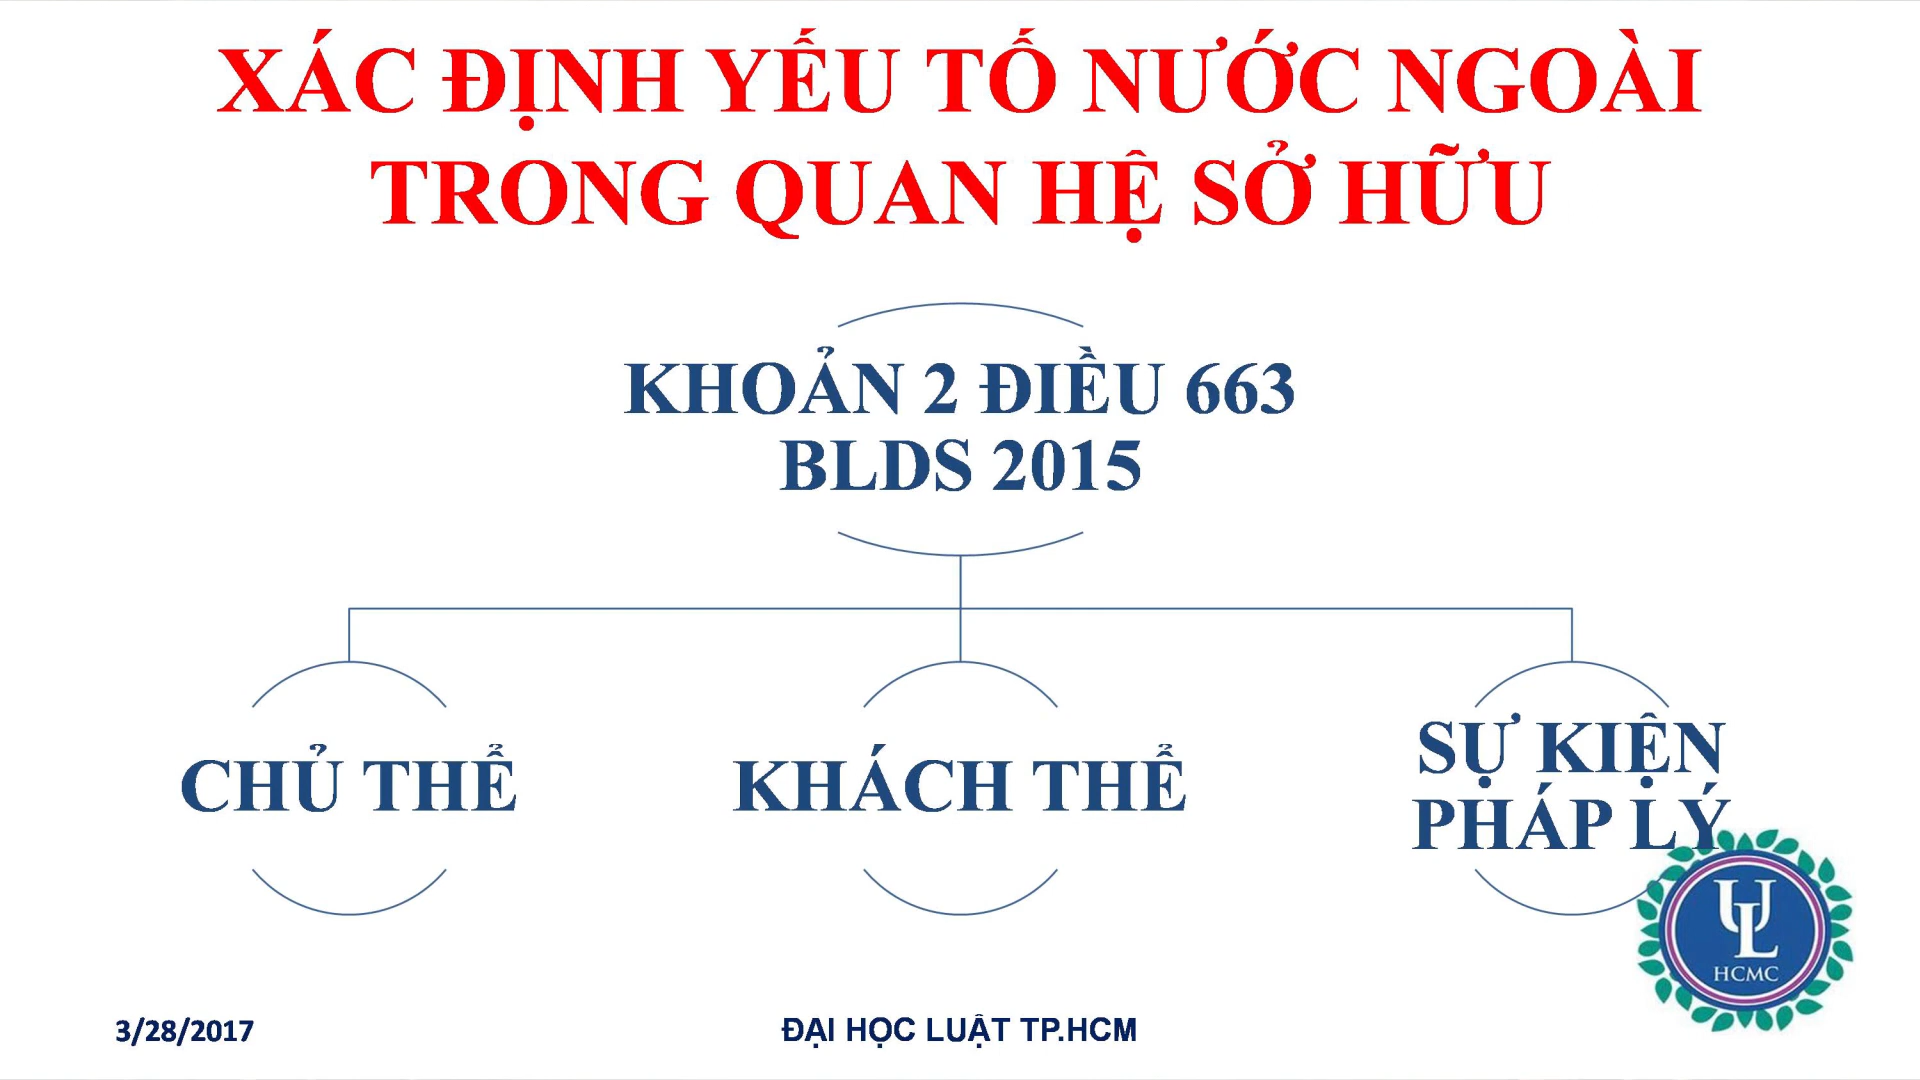 XÁC ĐỊNH YẾU TỐ NƯỚC NGOÀI
TRONG QUAN HỆ SỞ HỮU
KHOẢN 2 ĐIỀU 663
BLDS 2015
CHỦ THỂ
KHÁCH THỂ
SỰ KIỆN
PHÁP LÝ
UL
HCMC
3/28/2017
ĐẠI HỌC LUẬT TP.HCM